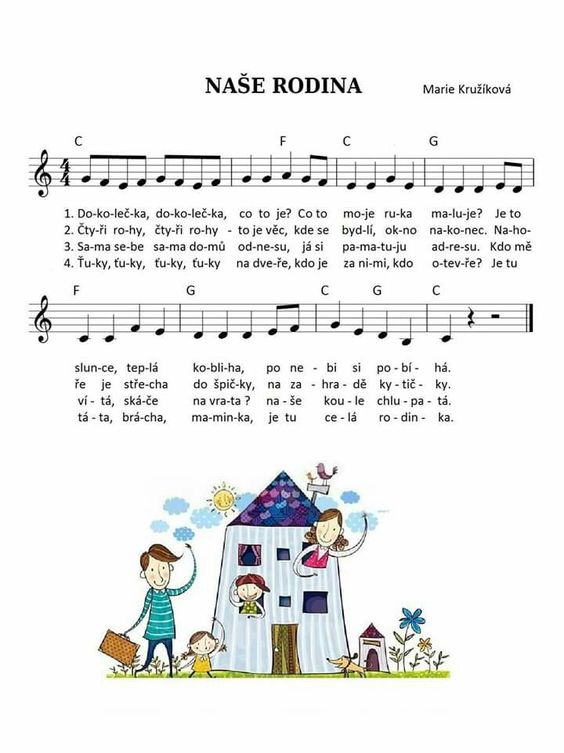 NAŠE RODINA
Marie Kružíková
C F C G
4/4
1. Do-ko-leč-ka, do-ko-leč-ka, co to je? Co to mo-je ru-ka ma-lu-je? Je to
2. Čty-ři ro-hy, čty-ři ro-hy - to je věc, kde se byd-lí, ok-no na-ko-nec. Na-ho-
3. Sa-ma se-be sa-ma do-mů od-ne-su, já si pa-ma-tu-ju ad-re-su. Kdo mě
4. Ťu-ky, ťu-ky, ťu-ky, ťu-ky na dve-ře, kdo je za ni-mi, kdo o-tev-ře? Je tu
F G C G C
slun-ce, tep-lá ko-bli-ha, po ne - bi si po-bí - há.
ře je stře-cha do špič-ky, na za - hra - dě ky - tič - ky.
ví - tá, ská-če na vra-ta ? na - še kou - le chlu - pa - tá.
tá - ta, brá-cha, ma-min-ka, je tu ce - lá ro - din - ka.